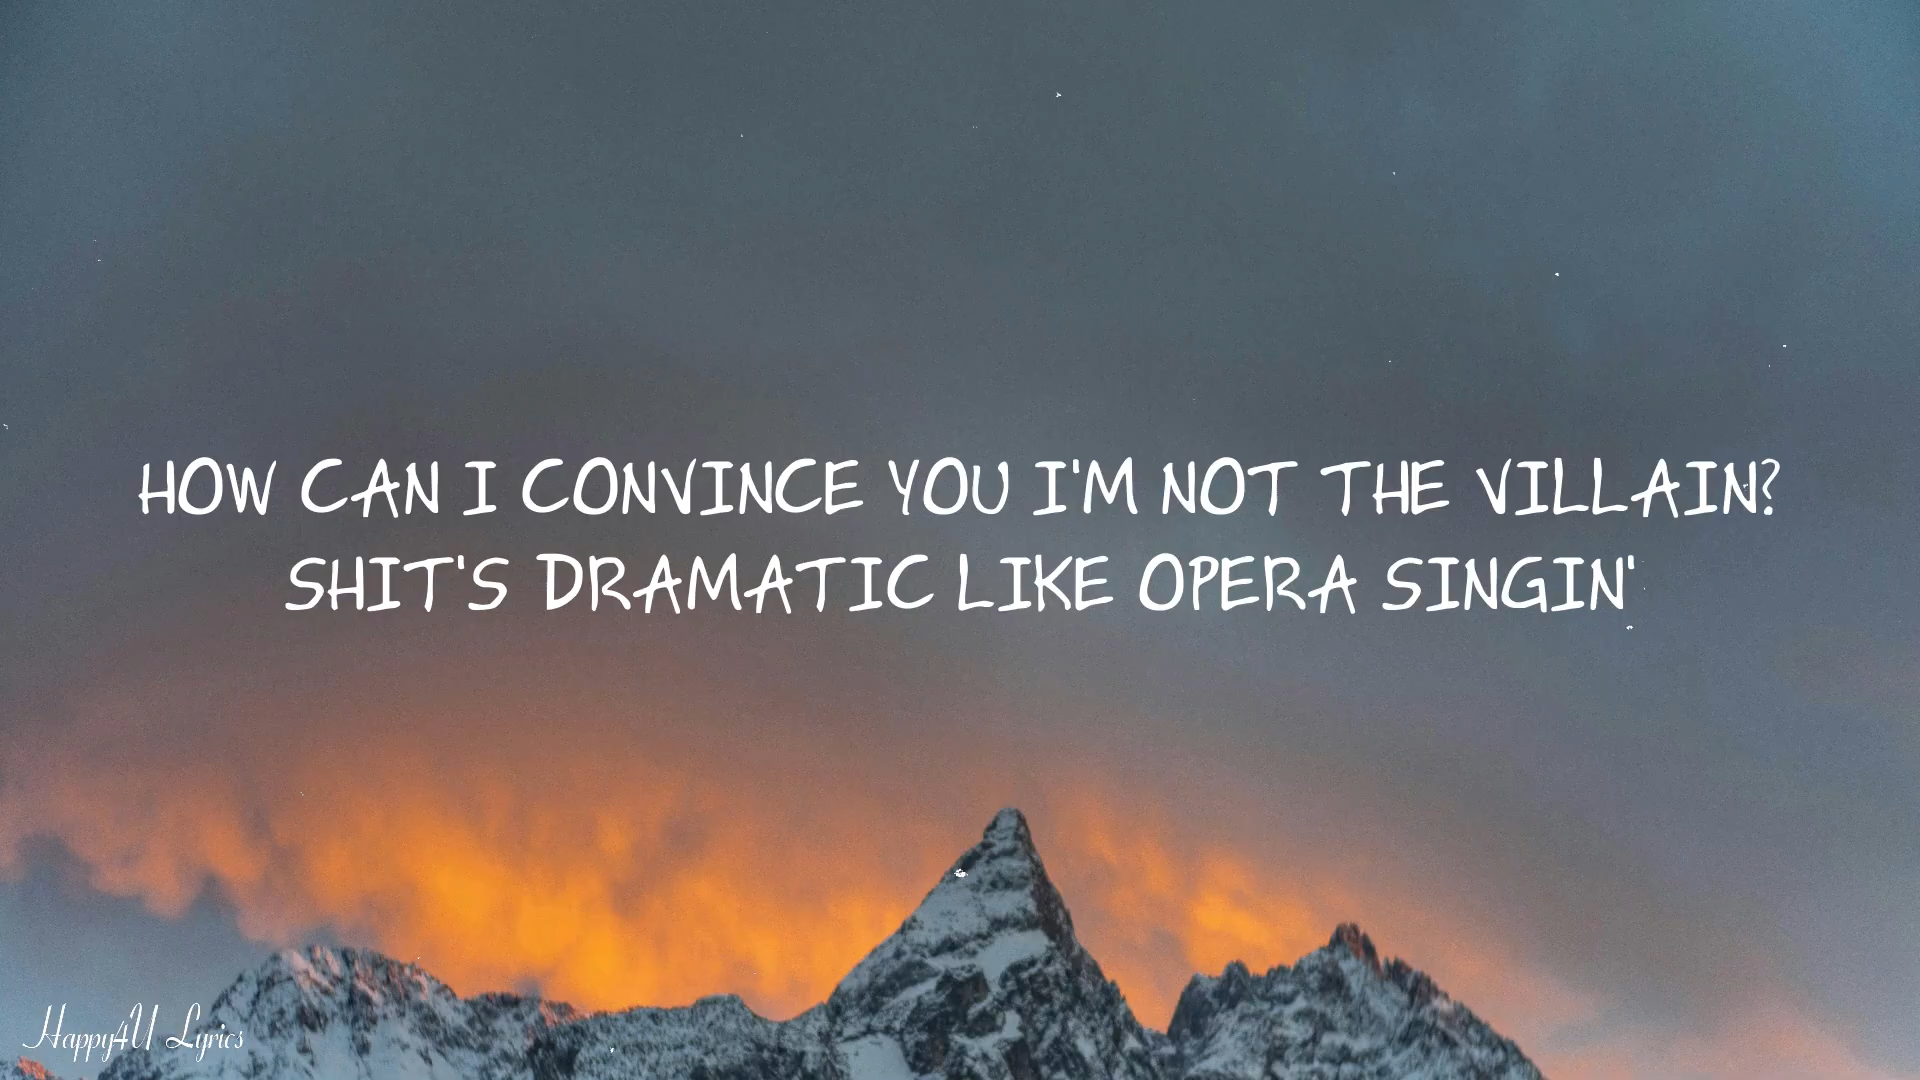 HOW CAN I CONVINCE YOU I'M NOT THE VILLAIN?
SHIT'S DRAMATIC LIKE OPERA SINGIN'
Happy4U Lyrics